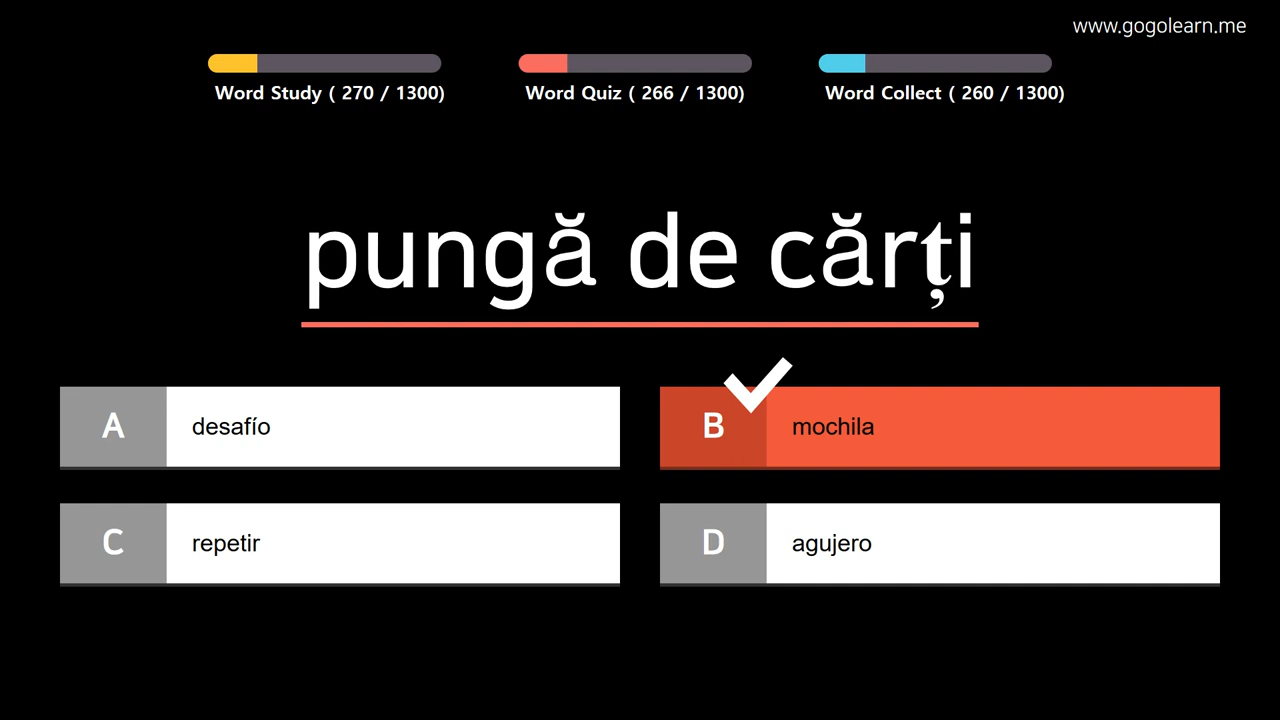 www.gogolearn.me
Word Study ( 270 / 1300)
Word Quiz ( 266 / 1300)
Word Collect ( 260 / 1300)
pungă de cărți
A desafío
B mochila
C repetir
D agujero